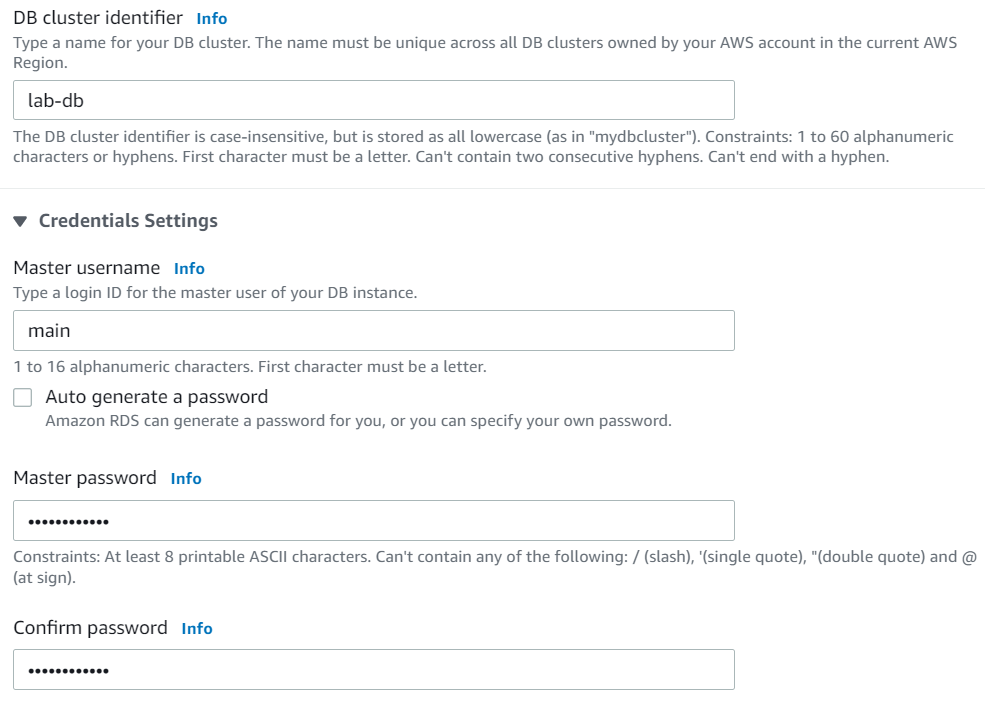 DB cluster identifier Info
Type a name for your DB cluster. The name must be unique across all DB clusters owned by your AWS account in the current AWS
Region.
lab-db
The DB cluster identifier is case-insensitive, but is stored as all lowercase (as in "mydbcluster"). Constraints: 1 to 60 alphanumeric
characters or hyphens. First character must be a letter. Can't contain two consecutive hyphens. Can't end with a hyphen.
Credentials Settings
Master username Info
Type a login ID for the master user of your DB instance.
main
1 to 16 alphanumeric characters. First character must be a letter.
Auto generate a password
Amazon RDS can generate a password for you, or you can specify your own password.
Master password Info
••••••••••••
Constraints: At least 8 printable ASCII characters. Can't contain any of the following: / (slash), '(single quote), "(double quote) and @
(at sign).
Confirm password Info
••••••••••••